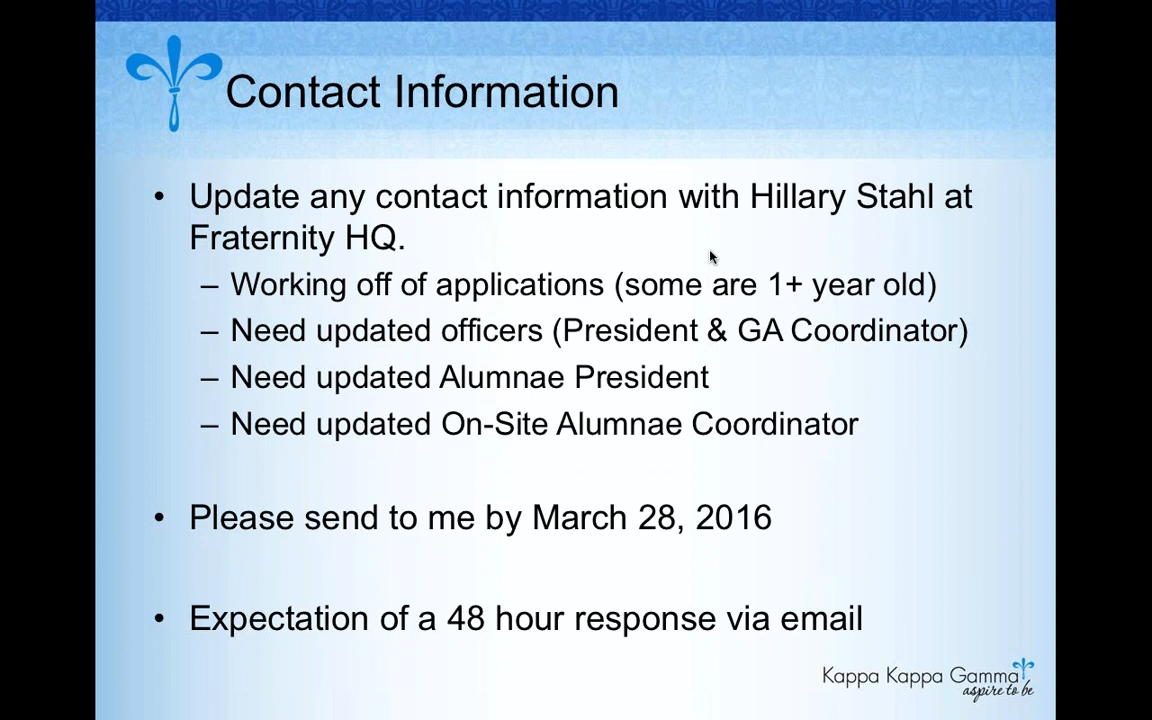 Contact Information
• Update any contact information with Hillary Stahl at
Fraternity HQ.
– Working off of applications (some are 1+ year old)
– Need updated officers (President & GA Coordinator)
– Need updated Alumnae President
– Need updated On-Site Alumnae Coordinator
• Please send to me by March 28, 2016
• Expectation of a 48 hour response via email
Kappa Kappa Gamma
aspire to be